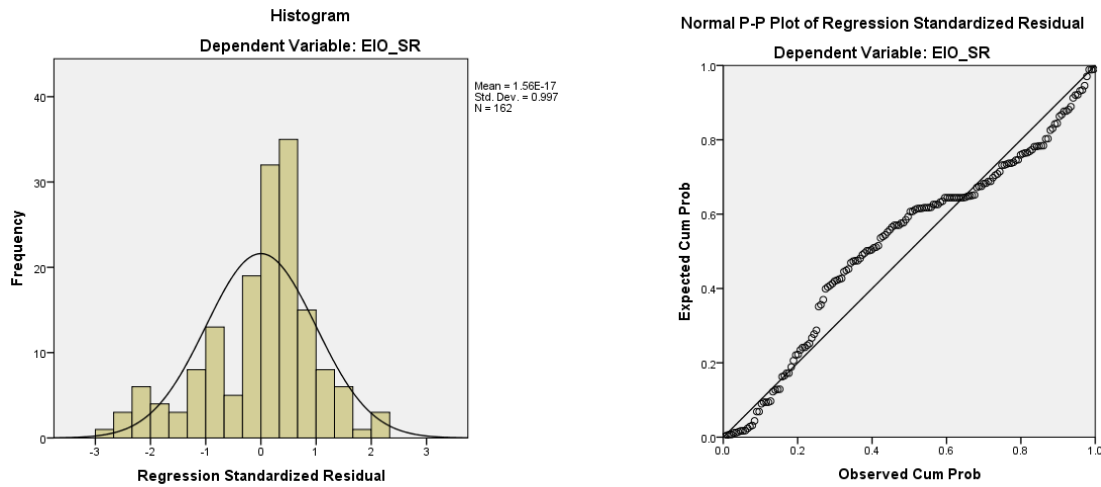 Histogram
Dependent Variable: EIO_SR
Mean = 1.56E-17
Std. Dev. = 0.997
N = 162
40
30
20
10
0
Frequency
-3 -2 -1 0 1 2 3
Regression Standardized Residual
Normal P-P Plot of Regression Standardized Residual
Dependent Variable: EIO_SR
1.0
0.8
0.6
0.4
0.2
0.0
Expected Cum Prob
0.0 0.2 0.4 0.6 0.8 1.0
Observed Cum Prob